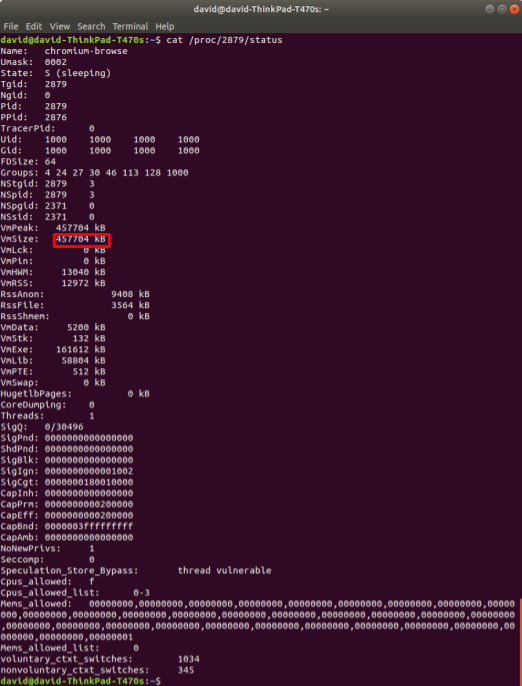 david@david-ThinkPad-T470s: ~
File Edit View Search Terminal Help
david@david-ThinkPad-T470s:~$ cat /proc/2879/status
Name: chromium-browse
Umask: 0002
State: S (sleeping)
Tgid: 2879
Ngid: 0
Pid: 2879
PPid: 2876
TracerPid: 0
Uid: 1000 1000 1000 1000
Gid: 1000 1000 1000 1000
FDSize: 64
Groups: 4 24 27 30 46 113 128 1000
NStgid: 2879 3
NSpid: 2879 3
NSpgid: 2371 0
NSsid: 2371 0
VmPeak: 457704 kB
VmSize: 457704 kB
VmLck: 0 kB
VmPin: 0 kB
VmHWM: 13040 kB
VmRSS: 12972 kB
RssAnon: 9408 kB
RssFile: 3564 kB
RssShmem: 0 kB
VmData: 5200 kB
VmStk: 132 kB
VmExe: 161612 kB
VmLib: 58804 kB
VmPTE: 512 kB
VmSwap: 0 kB
HugetlbPages: 0 kB
CoreDumping: 0
Threads: 1
SigQ: 0/30496
SigPnd: 0000000000000000
ShdPnd: 0000000000000000
SigBlk: 0000000000000000
SigIgn: 0000000000001002
SigCgt: 0000000180010000
CapInh: 0000000000000000
CapPrm: 0000000000200000
CapEff: 0000000000200000
CapBnd: 0000003fffffffff
CapAmb: 0000000000000000
NoNewPrivs: 1
Seccomp: 0
Speculation_Store_Bypass: thread vulnerable
Cpus_allowed: f
Cpus_allowed_list: 0-3
Mems_allowed: 00000000,00000000,00000000,00000000,00000000,00000000,00000000,00000000,00000
000,00000000,00000000,00000000,00000000,00000000,00000000,00000000,00000000,00000000
,00000000,00000000,00000000,00000000,00000000,00000000,00000000,00000000,00000000,00
000000,00000000,00000001
Mems_allowed_list: 0
voluntary_ctxt_switches: 1034
nonvoluntary_ctxt_switches: 345
david@david-ThinkPad-T470s:~$